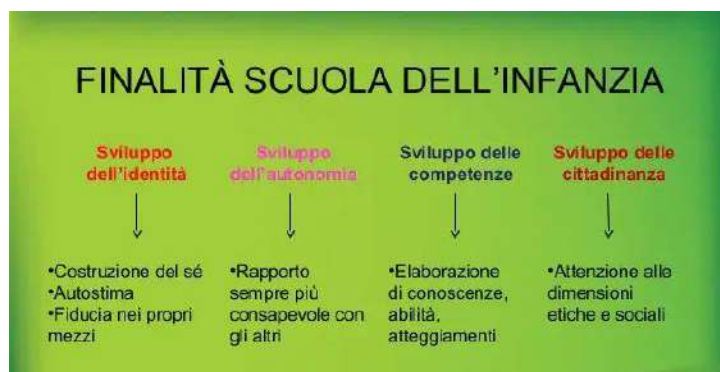 FINALITÀ SCUOLA DELL'INFANZIA
Sviluppo
dell'identità
Sviluppo
dell'autonomia
Sviluppo delle
competenze
Sviluppo delle
cittadinanza
•Costruzione del sé
•Autostima
•Fiducia nei propri
mezzi
•Rapporto
sempre più
consapevole con
gli altri
•Elaborazione
di conoscenze,
abilità,
atteggiamenti
•Attenzione alle
dimensioni
etiche e sociali